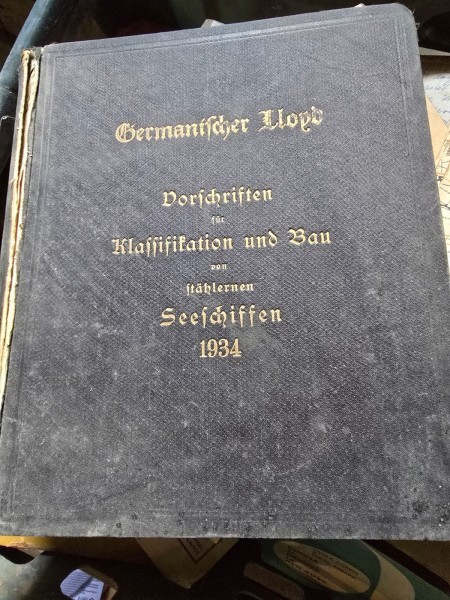 Germanischer Lloyd
Vorschriften
für
Klassifikation und Bau
von
stählernen
Seeschiffen
1934